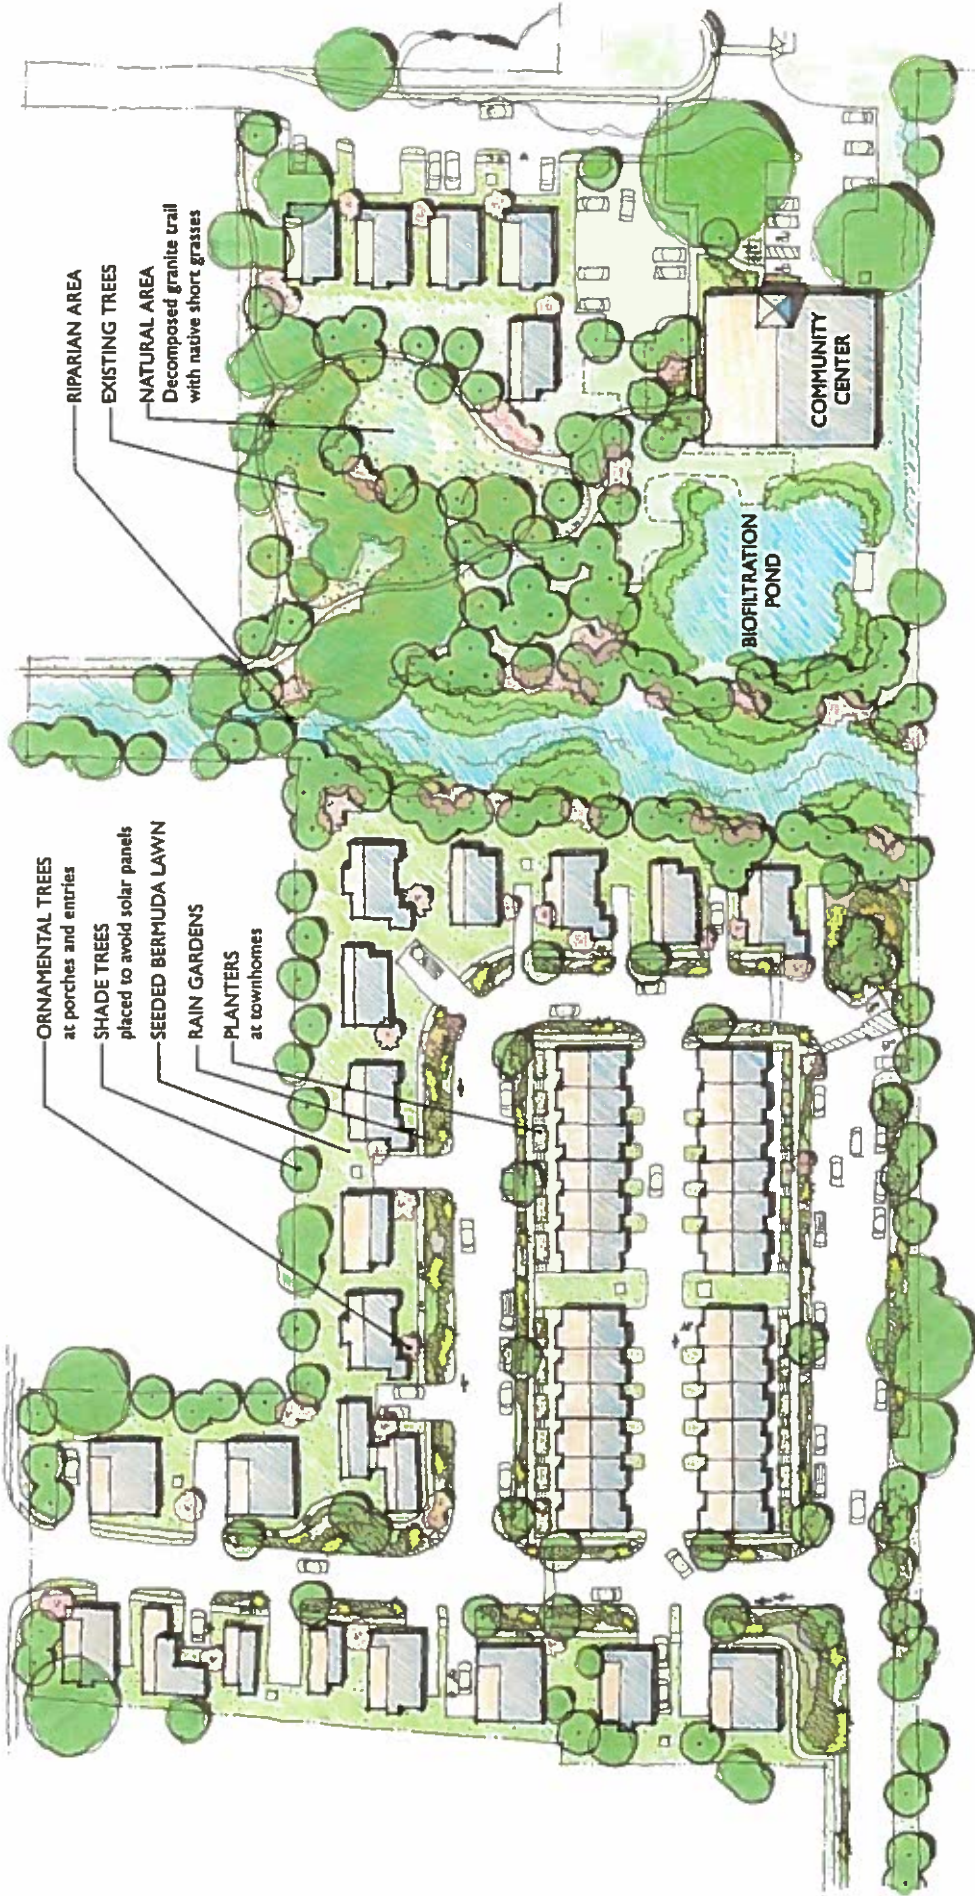 ORNAMENTAL TREES
at porches and entries
SHADE TREES
placed to avoid solar panels
SEEDED BERMUDA LAWN
RAIN GARDENS
PLANTERS
at townhomes
RIPARIAN AREA
EXISTING TREES
NATURAL AREA
Decomposed granite trail
with native short grasses
BIOFILTRATION
POND
COMMUNITY
CENTER